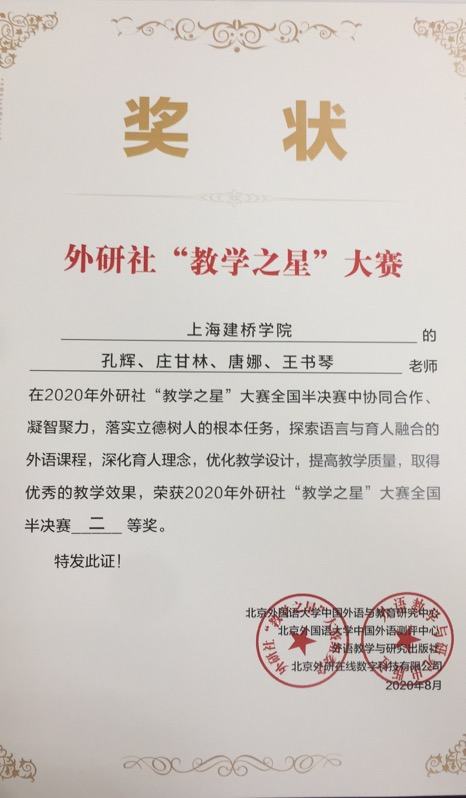 奖 状
外研社“教学之星”大赛
上海建桥学院 的
孔辉、庄甘林、唐娜、王书琴 老师
在2020年外研社“教学之星”大赛全国半决赛中协同合作、
凝智聚力，落实立德树人的根本任务，探索语言与育人融合的
外语课程，深化育人理念，优化教学设计，提高教学质量，取得
优秀的教学效果，荣获2020年外研社“教学之星”大赛全国
半决赛 二 等奖。
特发此证！
北京外国语大学中国外语与教育研究中心
北京外国语大学中国外语测评中心
外语教学与研究出版社
北京外研在线数字科技有限公司
2020年8月